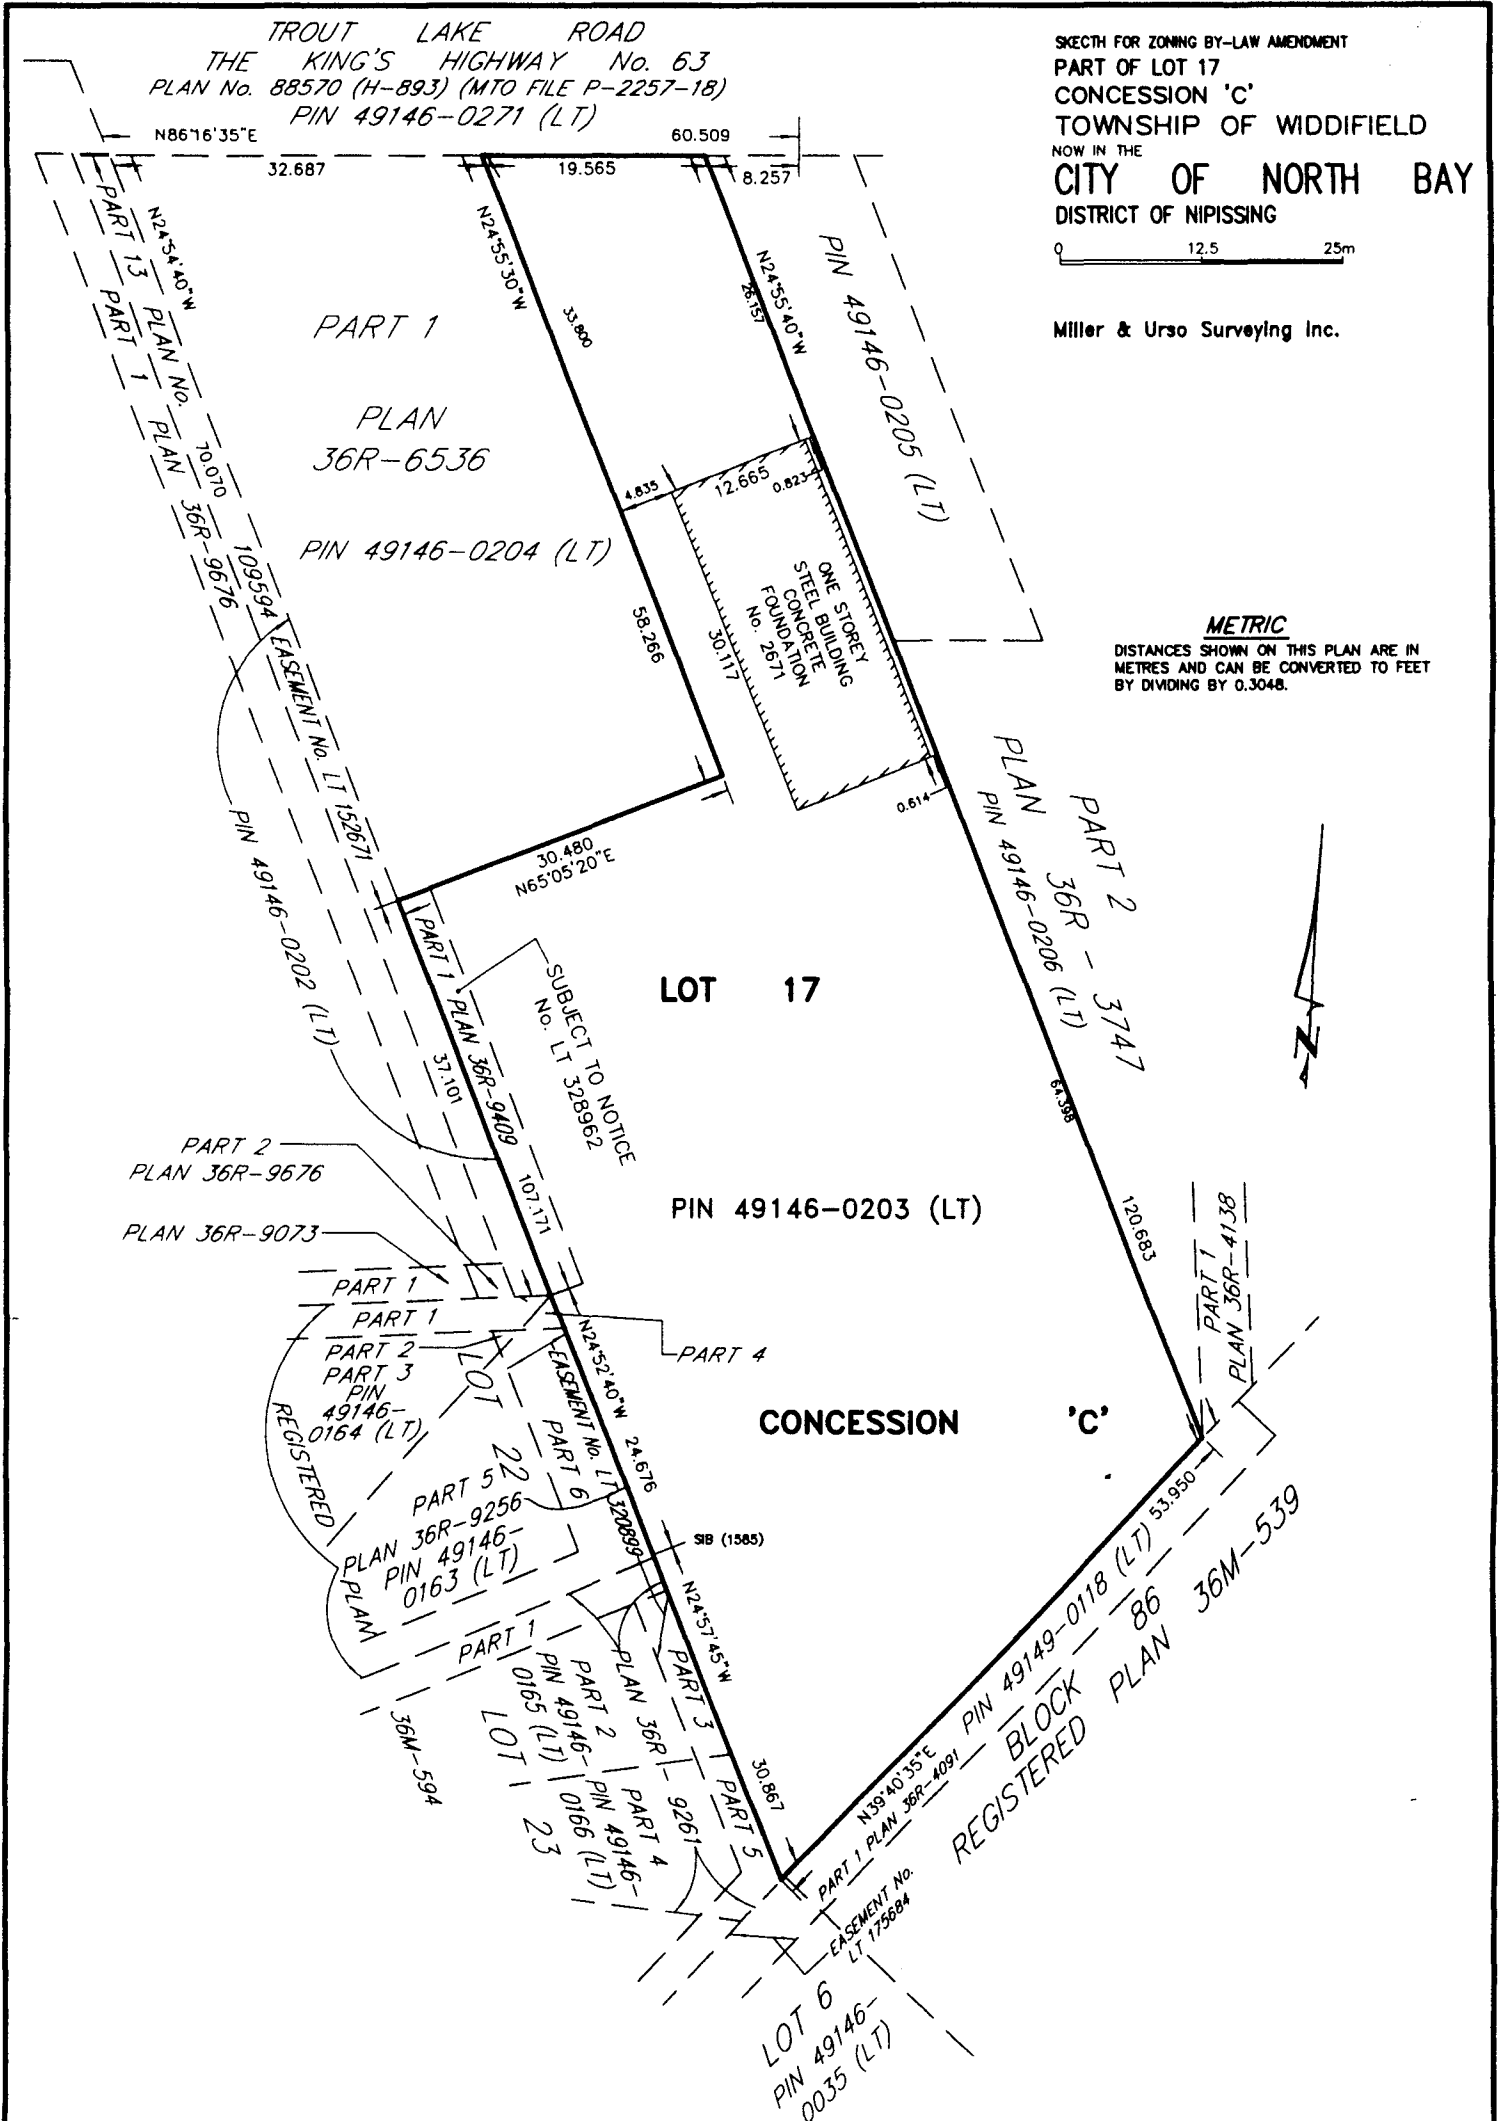 TROUT LAKE ROAD
THE KING'S HIGHWAY No. 63
PLAN No. 88570 (H-893) (MTO FILE P-2257-18)
PIN 49146-0271 (LT)
SKECTH FOR ZONING BY-LAW AMENDMENT
PART OF LOT 17
CONCESSION 'C'
TOWNSHIP OF WIDDIFIELD
NOW IN THE
CITY OF NORTH BAY
DISTRICT OF NIPISSING
0 12.5 25m
Miller & Urso Surveying Inc.
N86°16'35"E
60.509
32.687
19.565
8.257
N24°54'40"W
N24°55'30"W
N24°55'40"W
26.157
33.800
PIN 49146-0205 (LT)
PART 13 PLAN No. 109594 EASEMENT No. LT 152671
PART 1 PLAN 36R-9676
70.070
PART 1
PLAN
36R-6536
PIN 49146-0204 (LT)
4.835
12.665
0.823
58.266
30.117
ONE STOREY
STEEL BUILDING
CONCRETE
FOUNDATION
No. 2671
0.614
METRIC
DISTANCES SHOWN ON THIS PLAN ARE IN
METRES AND CAN BE CONVERTED TO FEET
BY DIVIDING BY 0.3048.
PART 2
PLAN 36R - 3747
PIN 49146-0206 (LT)
30.480
N65°05'20"E
PIN 49146-0202 (LT)
PART 1 PLAN 36R-9409
SUBJECT TO NOTICE
No. LT 328962
37.101
107.171
LOT 17
N
64.398
120.683
PART 2
PLAN 36R-9676
PLAN 36R-9073
PIN 49146-0203 (LT)
PART 1
PLAN 36R-4138
PART 1
PART 1
PART 2
PART 3
PIN
49146-
0164 (LT)
PART 4
LOT 22
N24°52'40"W 24.676
EASEMENT No. LT 320899
PART 6
CONCESSION 'C'
REGISTERED PLAN 36M-594
PART 5
PLAN 36R-9256
PIN 49146-
0163 (LT)
SIB (1585)
N24°57'45"W
PART 1
PART 2
PIN 49146-
0165 (LT)
LOT 23
PLAN 36R-9261
PART 3
PART 4
PIN 49146-
0166 (LT)
PART 5
30.867
53.950
PIN 49149-0118 (LT)
N39°40'35"E
PART 1 PLAN 36R-4091
BLOCK 86
REGISTERED PLAN 36M-539
EASEMENT No.
LT 175684
LOT 6
PIN 49146-
0035 (LT)